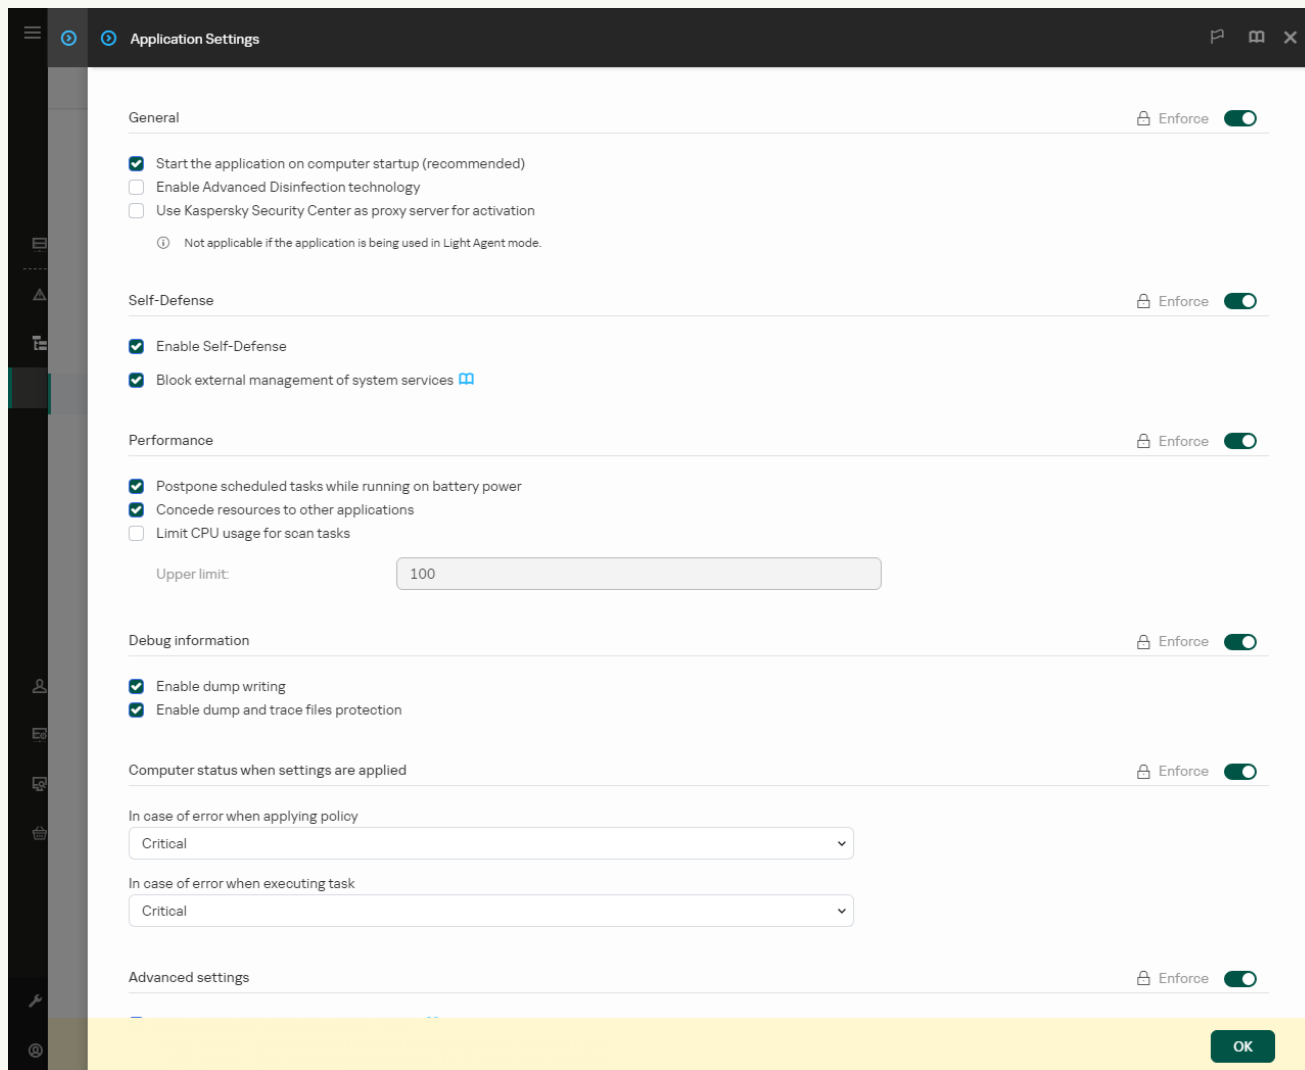 Application Settings
General
Enforce
Start the application on computer startup (recommended)
Enable Advanced Disinfection technology
Use Kaspersky Security Center as proxy server for activation
Not applicable if the application is being used in Light Agent mode.
Self-Defense
Enforce
Enable Self-Defense
Block external management of system services
Performance
Enforce
Postpone scheduled tasks while running on battery power
Concede resources to other applications
Limit CPU usage for scan tasks
Upper limit:
100
Debug information
Enforce
Enable dump writing
Enable dump and trace files protection
Computer status when settings are applied
Enforce
In case of error when applying policy
Critical
In case of error when executing task
Critical
Advanced settings
Enforce
OK